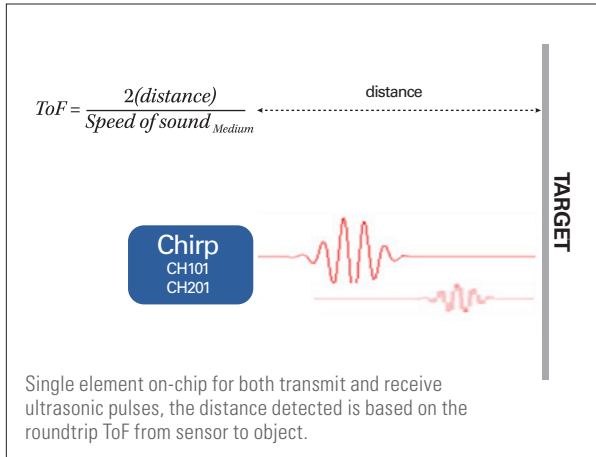 distance
ToF = 2(distance) / Speed of sound Medium
TARGET
Chirp
CH101
CH201
Single element on-chip for both transmit and receive
ultrasonic pulses, the distance detected is based on the
roundtrip ToF from sensor to object.